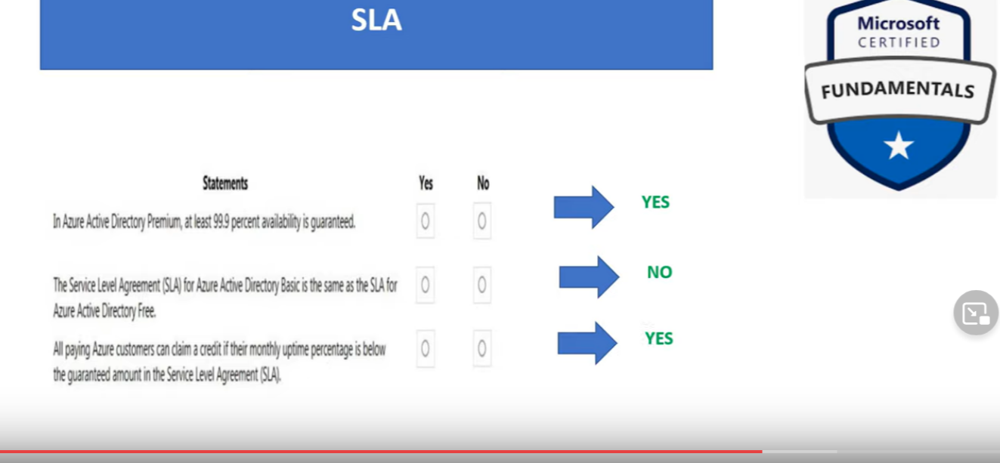 SLA
Microsoft
CERTIFIED
FUNDAMENTALS
Statements Yes No
In Azure Active Directory Premium, at least 99.9 percent availability is guaranteed.
YES
The Service Level Agreement (SLA) for Azure Active Directory Basic is the same as the SLA for
Azure Active Directory Free.
NO
All paying Azure customers can claim a credit if their monthly uptime percentage is below
the guaranteed amount in the Service Level Agreement (SLA).
YES